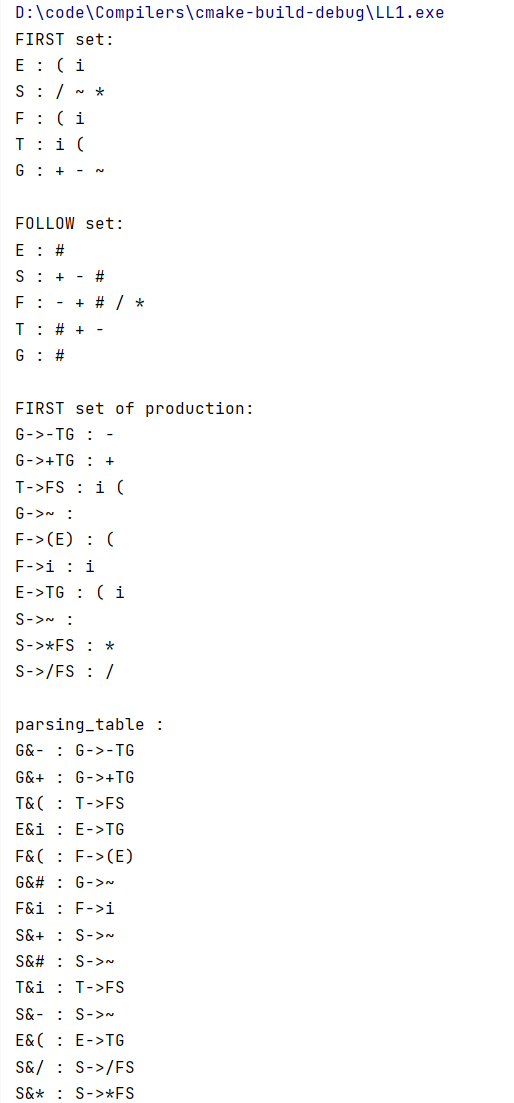 D:\code\Compilers\cmake-build-debug\LL1.exe
FIRST set:
E : ( i
S : / ~ *
F : ( i
T : i (
G : + - ~

FOLLOW set:
E : #
S : + - #
F : - + # / *
T : # + -
G : #

FIRST set of production:
G->-TG : -
G->+TG : +
T->FS : i (
G->~ :
F->(E) : (
F->i : i
E->TG : ( i
S->~ :
S->*FS : *
S->/FS : /

parsing_table :
G&- : G->-TG
G&+ : G->+TG
T&( : T->FS
E&i : E->TG
F&( : F->(E)
G&# : G->~
F&i : F->i
S&+ : S->~
S&# : S->~
T&i : T->FS
S&- : S->~
E&( : E->TG
S&/ : S->/FS
S&* : S->*FS